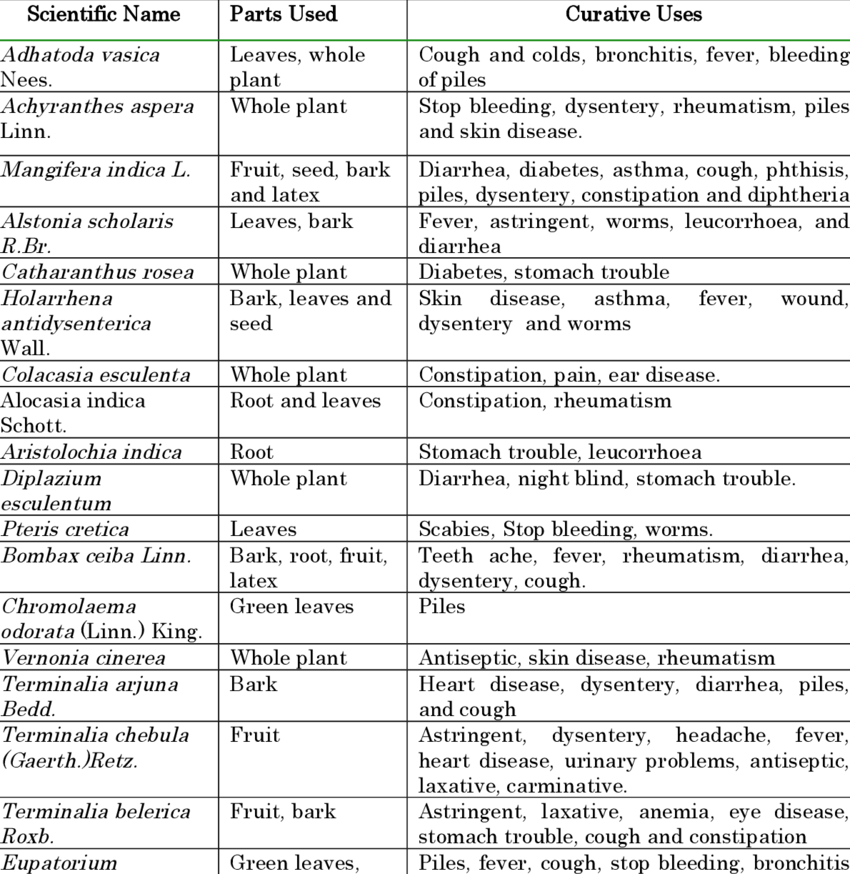 Scientific Name Parts Used Curative Uses
Adhatoda vasica Leaves, whole Cough and colds, bronchitis, fever, bleeding
Nees. plant of piles
Achyranthes aspera Whole plant Stop bleeding, dysentery, rheumatism, piles
Linn. and skin disease.
Mangifera indica L. Fruit, seed, bark Diarrhea, diabetes, asthma, cough, phthisis,
and latex piles, dysentery, constipation and diphtheria
Alstonia scholaris Leaves, bark Fever, astringent, worms, leucorrhoea, and
R.Br. diarrhea
Catharanthus rosea Whole plant Diabetes, stomach trouble
Holarrhena Bark, leaves and Skin disease, asthma, fever, wound,
antidysenterica seed dysentery and worms
Wall.
Colacasia esculenta Whole plant Constipation, pain, ear disease.
Alocasia indica Root and leaves Constipation, rheumatism
Schott.
Aristolochia indica Root Stomach trouble, leucorrhoea
Diplazium Whole plant Diarrhea, night blind, stomach trouble.
esculentum
Pteris cretica Leaves Scabies, Stop bleeding, worms.
Bombax ceiba Linn. Bark, root, fruit, Teeth ache, fever, rheumatism, diarrhea,
latex dysentery, cough.
Chromolaema Green leaves Piles
odorata (Linn.) King.
Vernonia cinerea Whole plant Antiseptic, skin disease, rheumatism
Terminalia arjuna Bark Heart disease, dysentery, diarrhea, piles,
Bedd. and cough
Terminalia chebula Fruit Astringent, dysentery, headache, fever,
(Gaerth.)Retz. heart disease, urinary problems, antiseptic,
laxative, carminative.
Terminalia belerica Fruit, bark Astringent, laxative, anemia, eye disease,
Roxb. stomach trouble, cough and constipation
Eupatorium Green leaves, Piles, fever, cough, stop bleeding, bronchitis